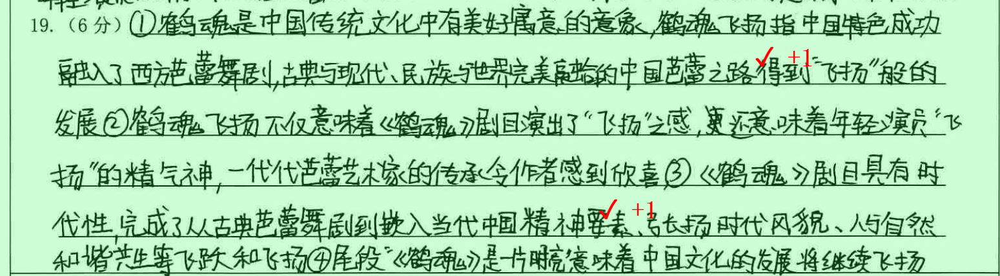 19.（6分）①鹤魂是中国传统文化中有美好寓意的意象，鹤魂飞扬指中国特色成功
融入了西方芭蕾舞剧，古典与现代、民族与世界完美融合的中国芭蕾之路得到“飞扬”般的
✓ +1
发展②鹤魂飞扬不仅意味着《鹤魂》剧目演出了“飞扬”之感，更还意味着年轻演员“飞
扬”的精气神，一代代芭蕾艺术家的传承令作者感到欣喜③《鹤魂》剧目具有时
代性，完成了从古典芭蕾舞剧到嵌入当代中国精神要素、弘扬时代风貌、人与自然
✓ +1
和谐共生等飞跃和飞扬④尾段“《鹤魂》是一片晴亮”意味着中国文化的发展将继续飞扬